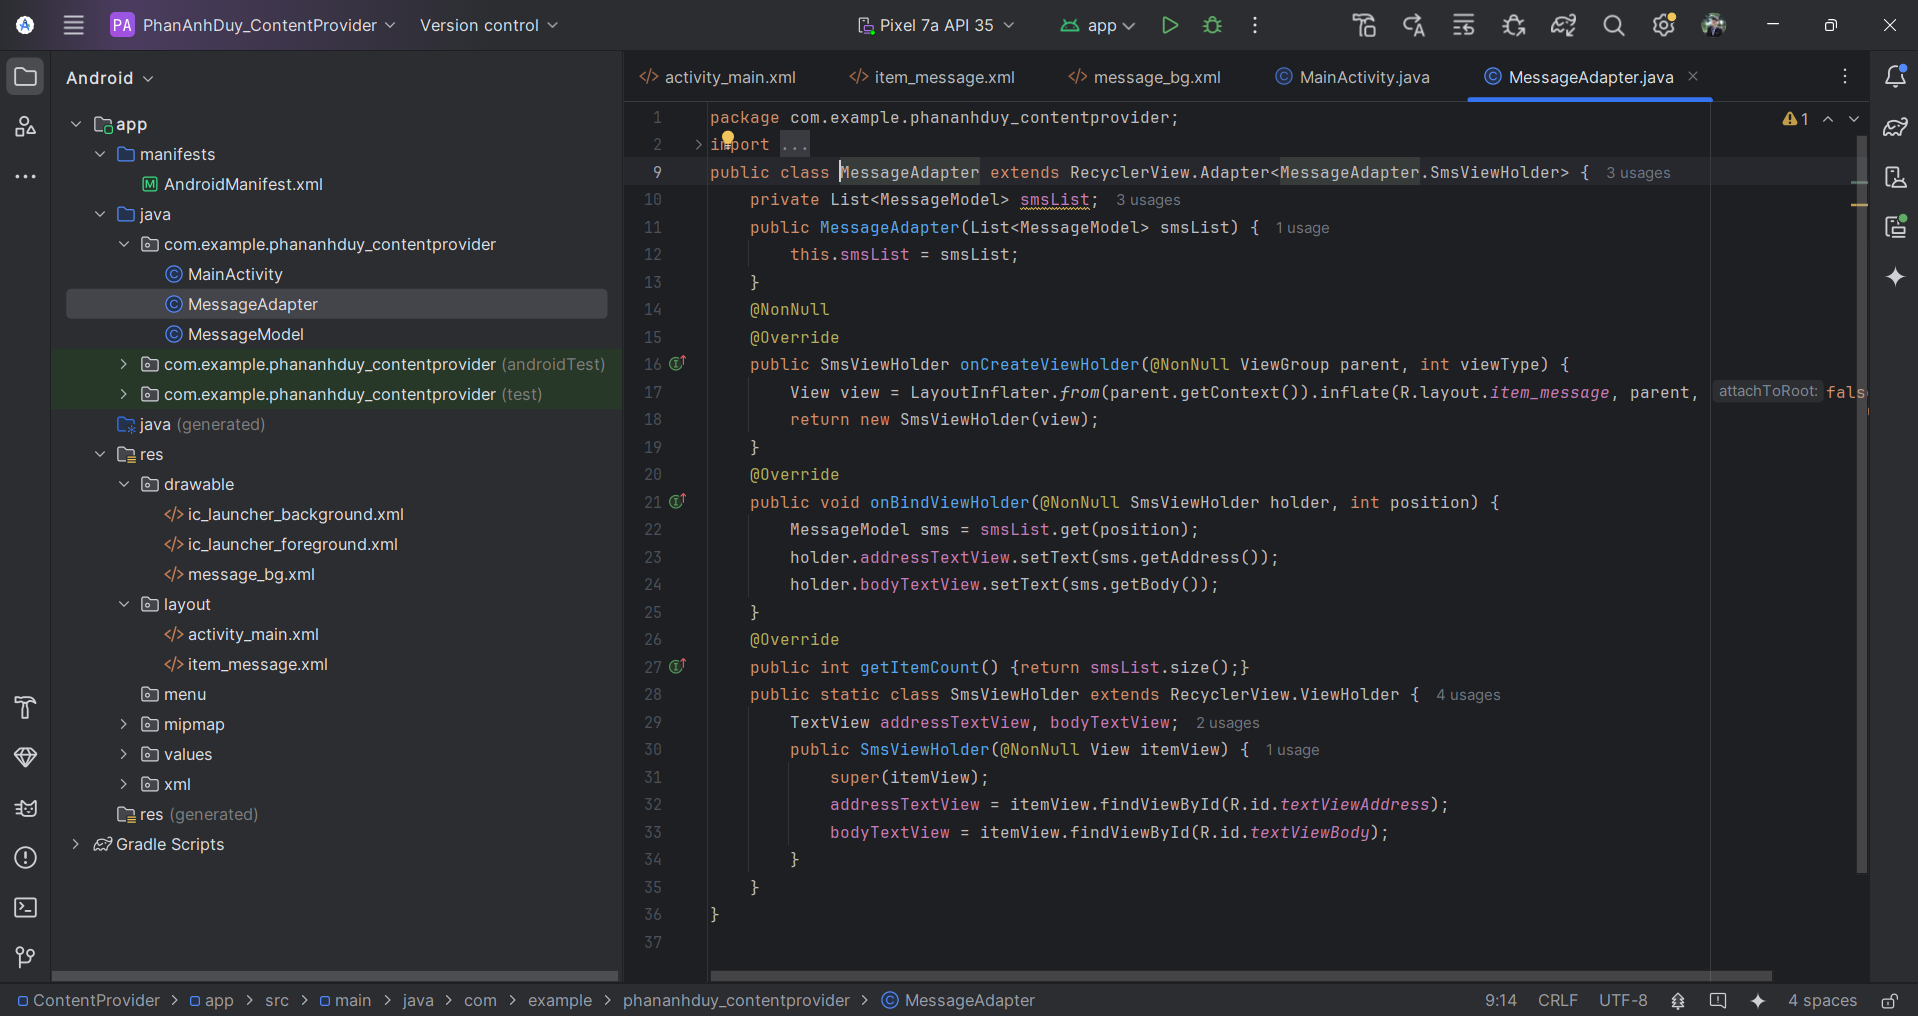 PA PhanAnhDuy_ContentProvider Version control Pixel 7a API 35 app
Android
app
manifests
AndroidManifest.xml
java
com.example.phananhduy_contentprovider
MainActivity
MessageAdapter
MessageModel
com.example.phananhduy_contentprovider (androidTest)
com.example.phananhduy_contentprovider (test)
java (generated)
res
drawable
ic_launcher_background.xml
ic_launcher_foreground.xml
message_bg.xml
layout
activity_main.xml
item_message.xml
menu
mipmap
values
xml
res (generated)
Gradle Scripts
activity_main.xml item_message.xml message_bg.xml MainActivity.java MessageAdapter.java
1 package com.example.phananhduy_contentprovider; 1
2 import ...
9 public class MessageAdapter extends RecyclerView.Adapter<MessageAdapter.SmsViewHolder> { 3 usages
10 private List<MessageModel> smsList; 3 usages
11 public MessageAdapter(List<MessageModel> smsList) { 1 usage
12 this.smsList = smsList;
13 }
14 @NonNull
15 @Override
16 public SmsViewHolder onCreateViewHolder(@NonNull ViewGroup parent, int viewType) {
17 View view = LayoutInflater.from(parent.getContext()).inflate(R.layout.item_message, parent, attachToRoot: fals
18 return new SmsViewHolder(view);
19 }
20 @Override
21 public void onBindViewHolder(@NonNull SmsViewHolder holder, int position) {
22 MessageModel sms = smsList.get(position);
23 holder.addressTextView.setText(sms.getAddress());
24 holder.bodyTextView.setText(sms.getBody());
25 }
26 @Override
27 public int getItemCount() {return smsList.size();}
28 public static class SmsViewHolder extends RecyclerView.ViewHolder { 4 usages
29 TextView addressTextView, bodyTextView; 2 usages
30 public SmsViewHolder(@NonNull View itemView) { 1 usage
31 super(itemView);
32 addressTextView = itemView.findViewById(R.id.textViewAddress);
33 bodyTextView = itemView.findViewById(R.id.textViewBody);
34 }
35 }
36 }
37
ContentProvider > app > src > main > java > com > example > phananhduy_contentprovider > MessageAdapter 9:14 CRLF UTF-8 4 spaces